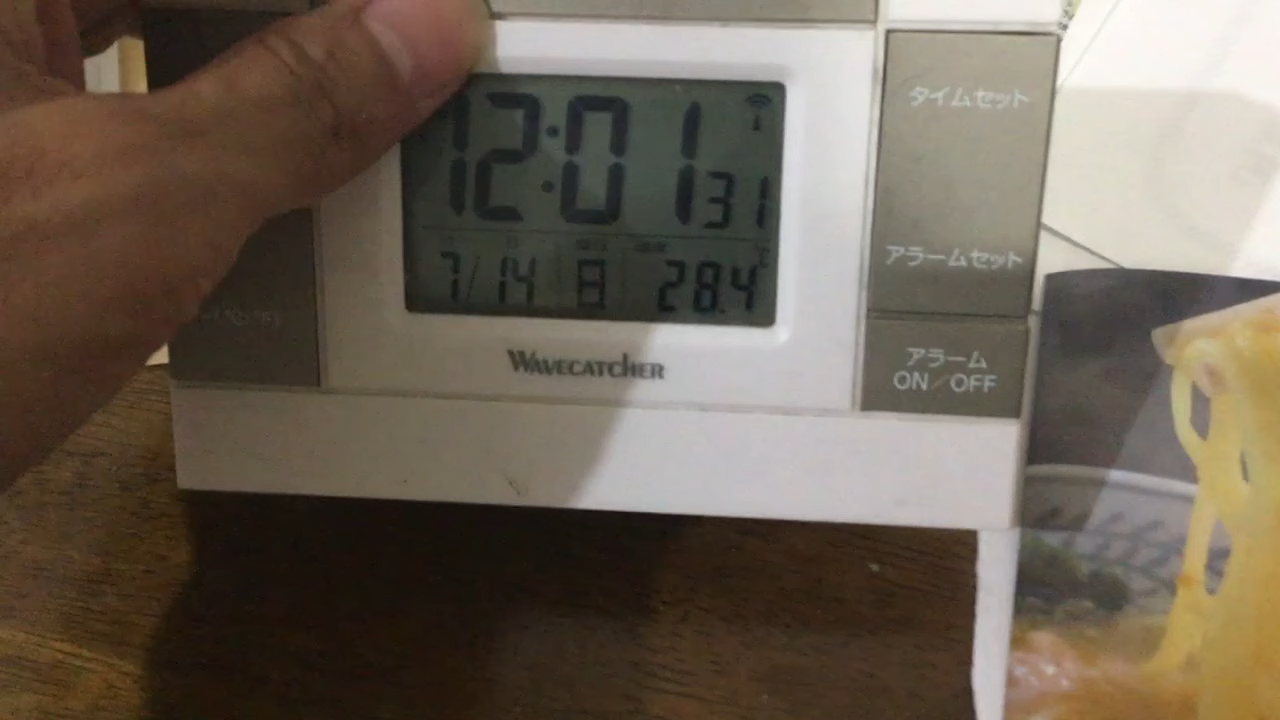 12:01 31
7/14 日 28.4°C
WAVECATCHER
タイムセット
アラームセット
アラーム
ON/OFF